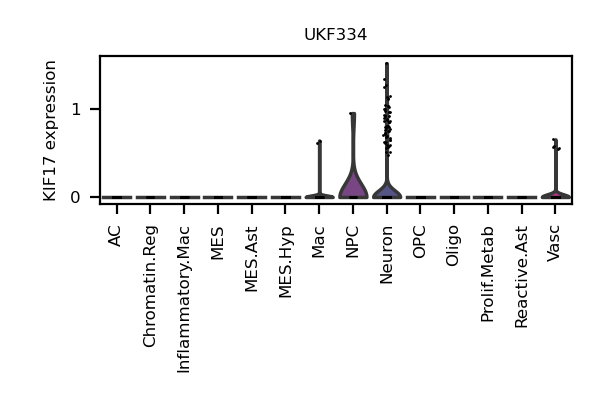 UKF334
KIF17 expression
1
0
AC
Chromatin.Reg
Inflammatory.Mac
MES
MES.Ast
MES.Hyp
Mac
NPC
Neuron
OPC
Oligo
Prolif.Metab
Reactive.Ast
Vasc